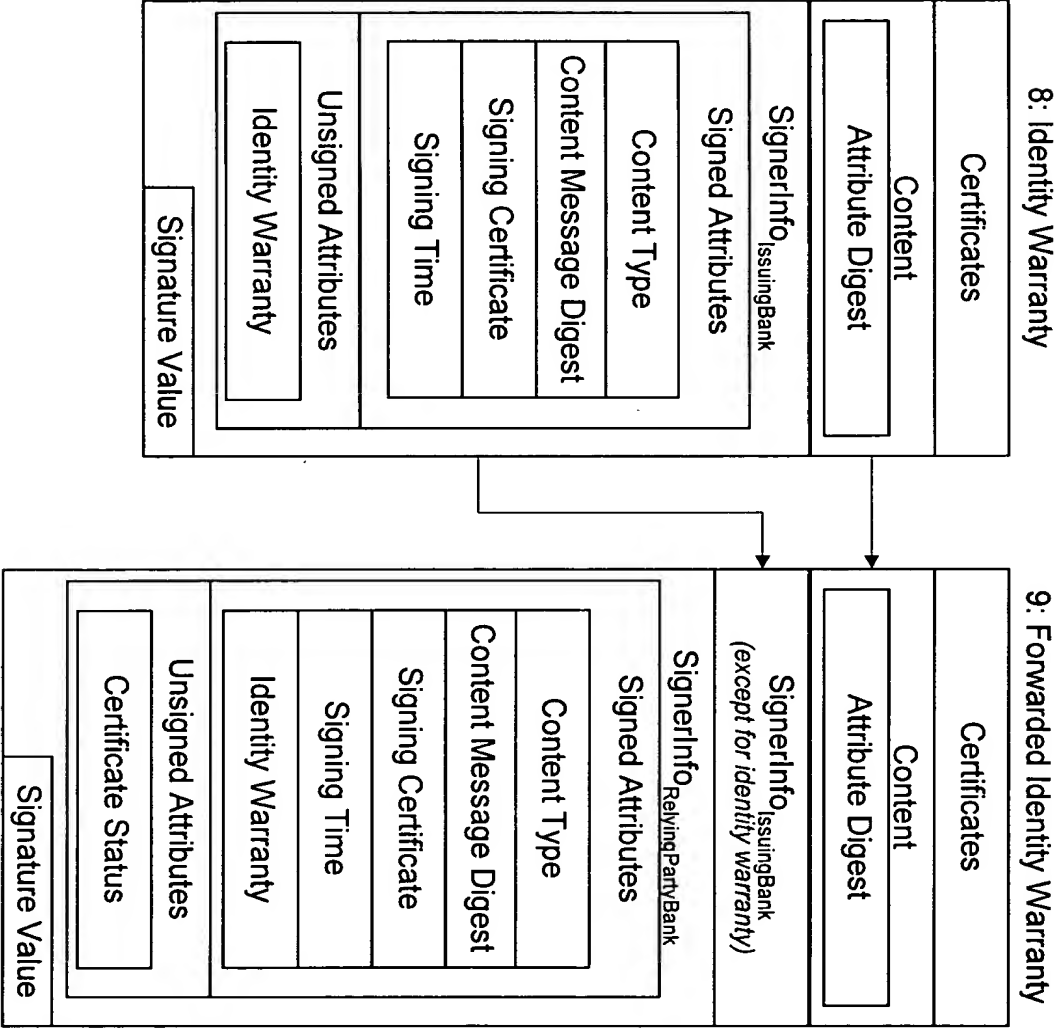 8: Identity Warranty
Certificates
Content
Attribute Digest
SignerInfoIssuingBank
Signed Attributes
Content Type
Content Message Digest
Signing Certificate
Signing Time
Unsigned Attributes
Identity Warranty
Signature Value
9: Forwarded Identity Warranty
Certificates
Content
Attribute Digest
SignerInfoIssuingBank
(except for identity warranty)
SignerInfoRelyingPartyBank
Signed Attributes
Content Type
Content Message Digest
Signing Certificate
Signing Time
Identity Warranty
Unsigned Attributes
Certificate Status
Signature Value